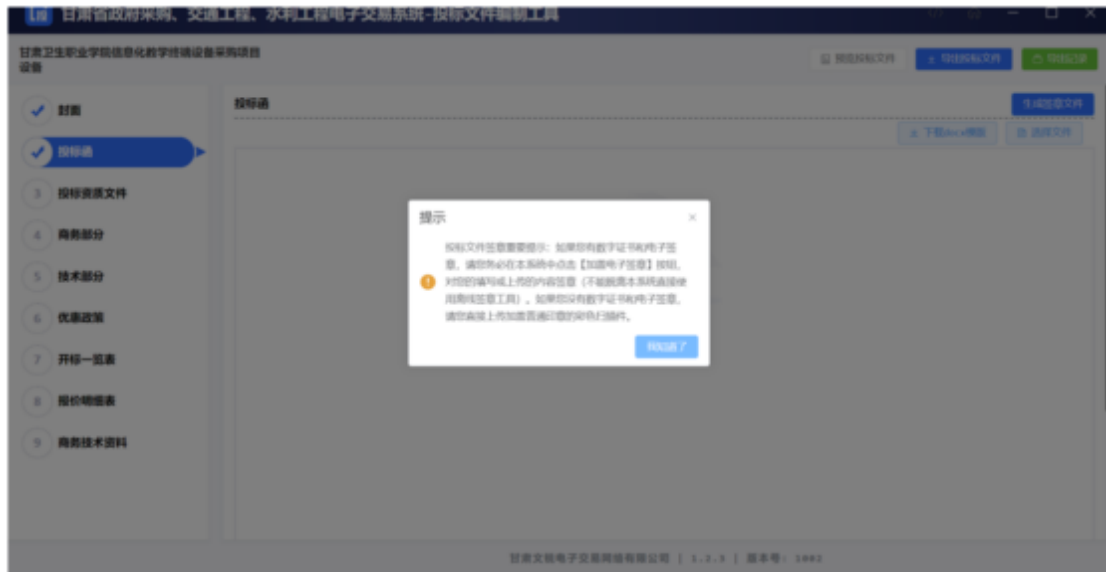 投 甘肃省政府采购、交通工程、水利工程电子交易系统-投标文件编制工具
甘肃卫生职业学院信息化教学终端设备采购项目
设备
预览投标文件 导出投标文件 导出记录
封面
投标函
3 投标资质文件
4 商务部分
5 技术部分
6 优惠政策
7 开标一览表
8 报价明细表
9 商务技术资料
投标函
生成签章文件
下载docx模板 选择文件
提示
投标文件签章重要提示：如果您有数字证书和电子签
章，请您务必在本系统中点击【加盖电子签章】按钮，
对您的填写或上传的内容签章（不能脱离本系统直接使
用离线签章工具）。如果您没有数字证书和电子签章，
请您直接上传加盖普通印章的彩色扫描件。
我知道了
甘肃文锐电子交易网络有限公司 | 1.1.3 | 版本号：1002